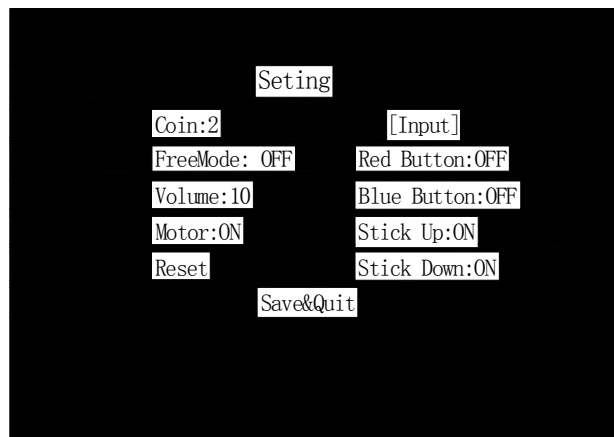 Seting
Coin:2
[Input]
FreeMode: OFF
Red Button:OFF
Volume:10
Blue Button:OFF
Motor:ON
Stick Up:ON
Reset
Stick Down:ON
Save&Quit